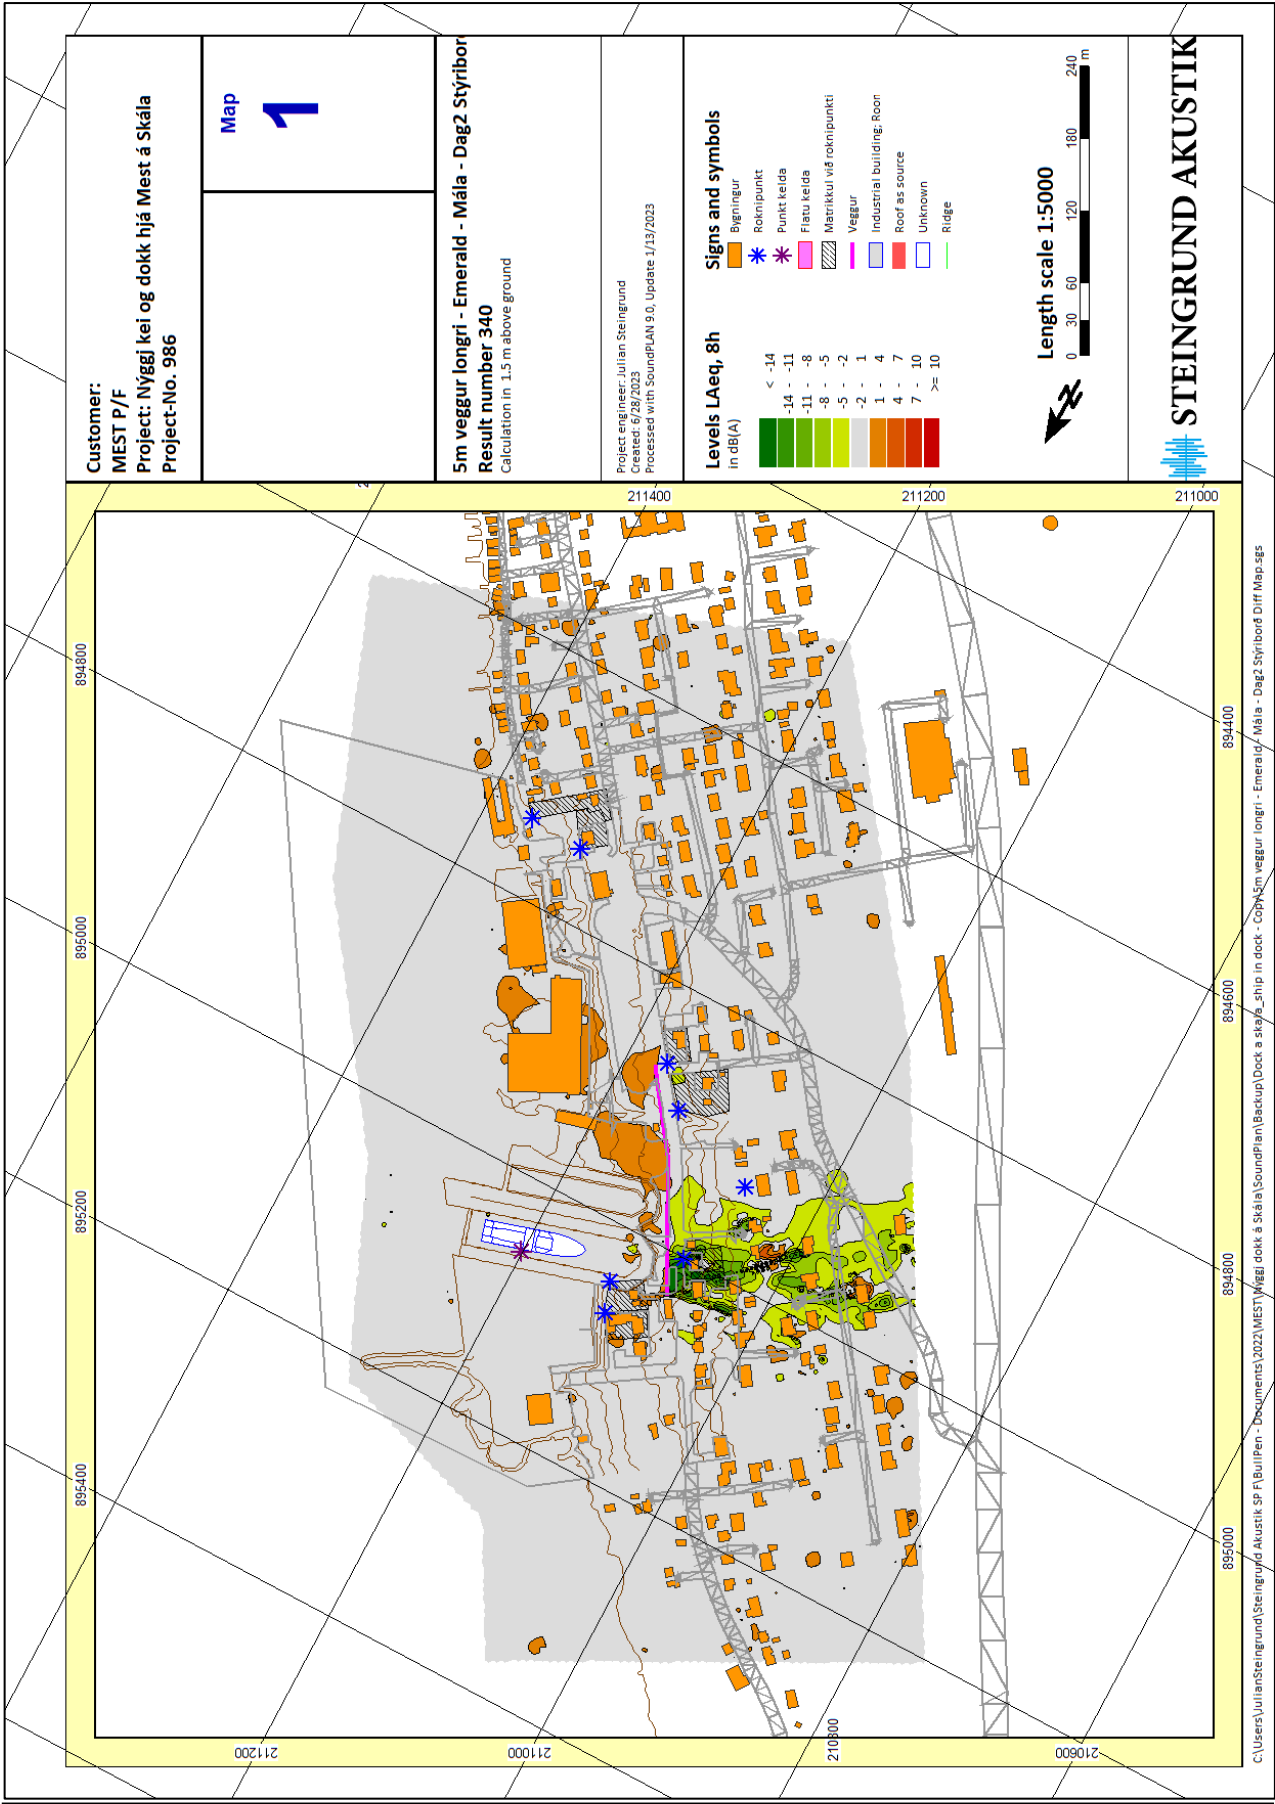 Customer:
MEST P/F
Project: Nýggj kei og dokk hjá Mest á Skála
Project-No. 986
Map
1
5m veggur longri - Emerald - Mála - Dag2 Stýribor
Result number 340
Calculation in 1.5 m above ground
Project engineer: Julian Steingrund
Created: 6/28/2023
Processed with SoundPLAN 9.0, Update 1/13/2023
Levels LAeq, 8h
in dB(A)
< -14
-14 - -11
-11 - -8
-8 - -5
-5 - -2
-2 - 1
1 - 4
4 - 7
7 - 10
>= 10
Signs and symbols
Bygningur
Roknipunkt
Punkt kelda
Flatu kelda
Matrikkul við roknipunkti
Veggur
Industrial building; Roon
Roof as source
Unknown
Ridge
Length scale 1:5000
0 30 60 120 180 240
m
STEINGRUND AKUSTIK
894800
895000
895200
895400
211400
211200
211000
894400
894600
894800
895000
211200
211000
210800
210600
C:\Users\JulianSteingrund\Steingrund Akustik SP F\BullPen - Documents\2022\MEST\Nýggj dokk á Skála\SoundPlan\Backup\Dock a skala_ship in dock - Copy\5m veggur longri - Emerald - Mála - Dag2 Stýriborð Diff Map.sgs